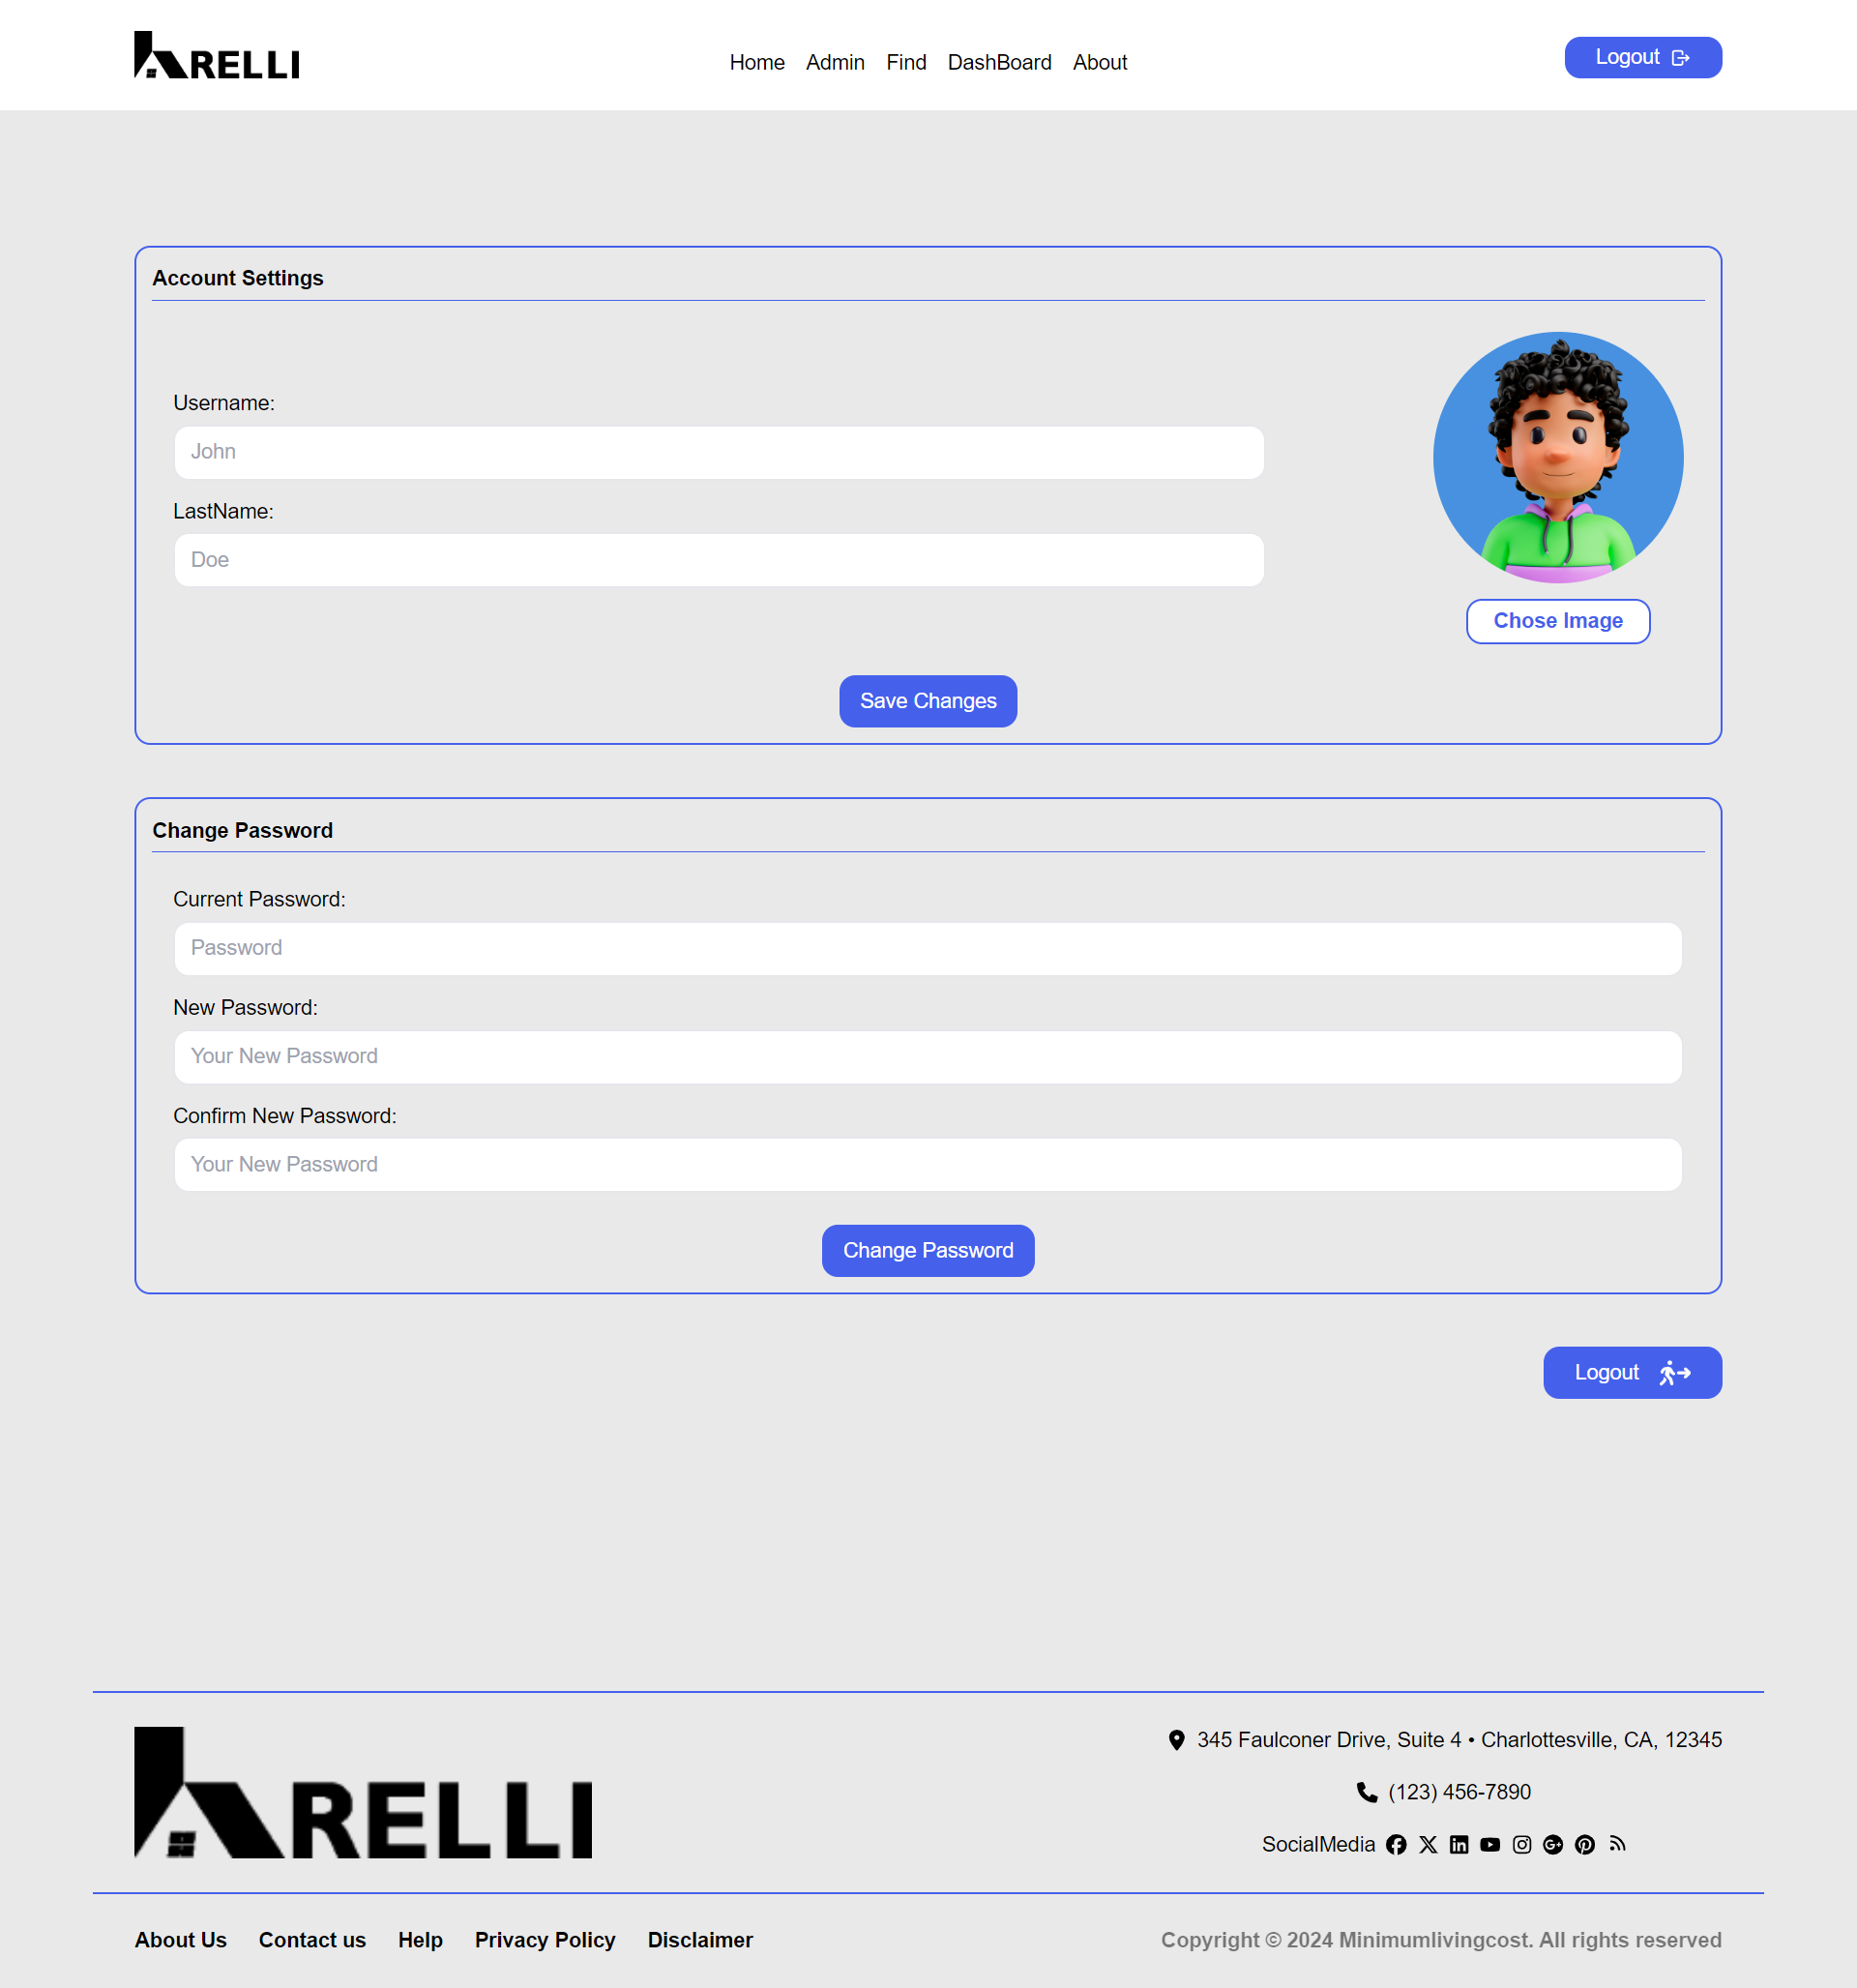 ARELLI
Home Admin Find DashBoard About
Logout
Account Settings
Username:
John
LastName:
Doe
Chose Image
Save Changes
Change Password
Current Password:
Password
New Password:
Your New Password
Confirm New Password:
Your New Password
Change Password
Logout
ARELLI
345 Faulconer Drive, Suite 4 • Charlottesville, CA, 12345
(123) 456-7890
SocialMedia
About Us Contact us Help Privacy Policy Disclaimer
Copyright © 2024 Minimumlivingcost. All rights reserved